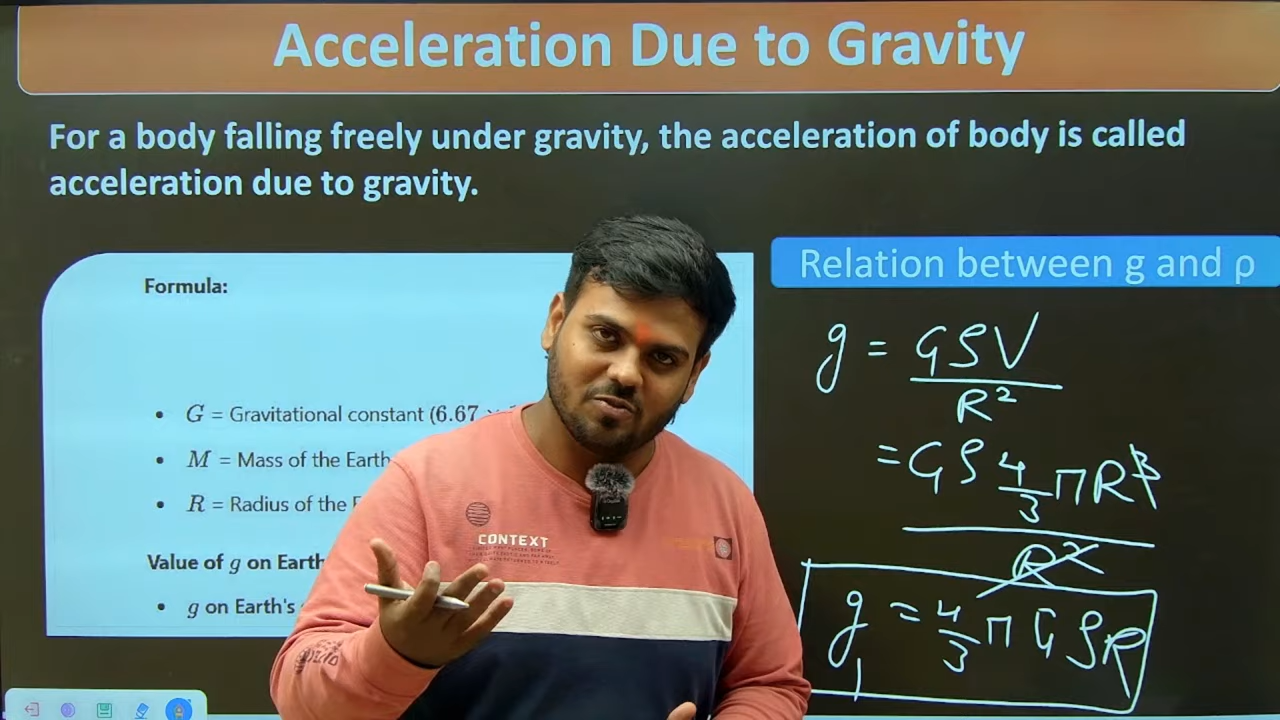 Acceleration Due to Gravity
For a body falling freely under gravity, the acceleration of body is called
acceleration due to gravity.
Formula:
• G = Gravitational constant (6.67 ×
• M = Mass of the Earth
• R = Radius of the
Value of g on Earth
• g on Earth's
CONTEXT
Relation between g and ρ
g = GρV
R²
= Gρ 4/3 πR³
R²
g = 4/3 π G ρ R